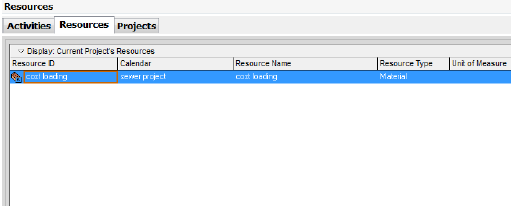 Resources
Activities Resources Projects
Display: Current Project's Resources
Resource ID Calendar Resource Name Resource Type Unit of Measure
cost loading sewer project cost loading Material